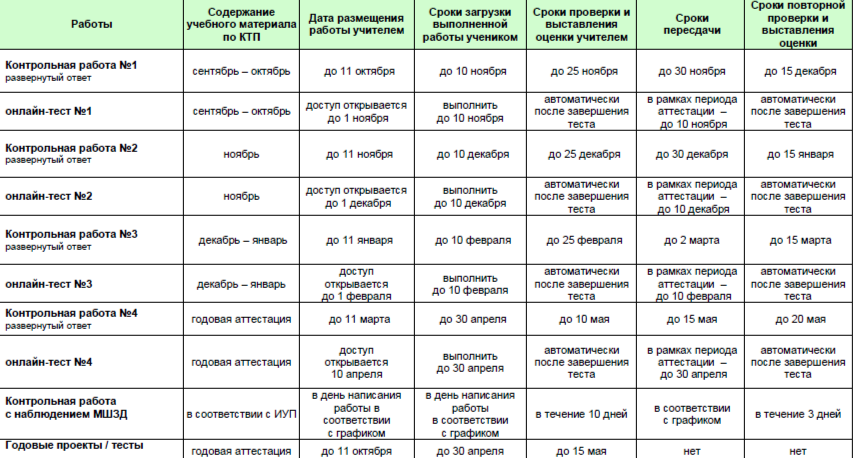 Работы
Содержание
учебного материала
по КТП
Дата размещения
работы учителем
Сроки загрузки
выполненной
работы учеником
Сроки проверки и
выставления
оценки учителем
Сроки
пересдачи
Сроки повторной
проверки и
выставления
оценки
Контрольная работа №1
развернутый ответ
сентябрь – октябрь
до 11 октября
до 10 ноября
до 25 ноября
до 30 ноября
до 15 декабря
онлайн-тест №1
сентябрь – октябрь
доступ открывается
до 1 ноября
выполнить
до 10 ноября
автоматически
после завершения
теста
в рамках периода
аттестации –
до 10 ноября
автоматически
после завершения
теста
Контрольная работа №2
развернутый ответ
ноябрь
до 11 ноября
до 10 декабря
до 25 декабря
до 30 декабря
до 15 января
онлайн-тест №2
ноябрь
доступ открывается
до 1 декабря
выполнить
до 10 декабря
автоматически
после завершения
теста
в рамках периода
аттестации –
до 10 декабря
автоматически
после завершения
теста
Контрольная работа №3
развернутый ответ
декабрь – январь
до 11 января
до 10 февраля
до 25 февраля
до 2 марта
до 15 марта
онлайн-тест №3
декабрь – январь
доступ
открывается
до 1 февраля
выполнить
до 10 февраля
автоматически
после завершения
теста
в рамках периода
аттестации –
до 10 февраля
автоматически
после завершения
теста
Контрольная работа №4
развернутый ответ
годовая аттестация
до 11 марта
до 30 апреля
до 10 мая
до 15 мая
до 20 мая
онлайн-тест №4
годовая аттестация
доступ
открывается
10 апреля
выполнить
до 30 апреля
автоматически
после завершения
теста
в рамках периода
аттестации –
до 30 апреля
автоматически
после завершения
теста
Контрольная работа
с наблюдением МШЗД
в соответствии с ИУП
в день написания
работы в
соответствии
с графиком
в день написания
работы
в соответствии
с графиком
в течение 10 дней
в соответствии
с графиком
в течение 3 дней
Годовые проекты / тесты
годовая аттестация
до 11 октября
до 30 апреля
до 15 мая
нет
нет